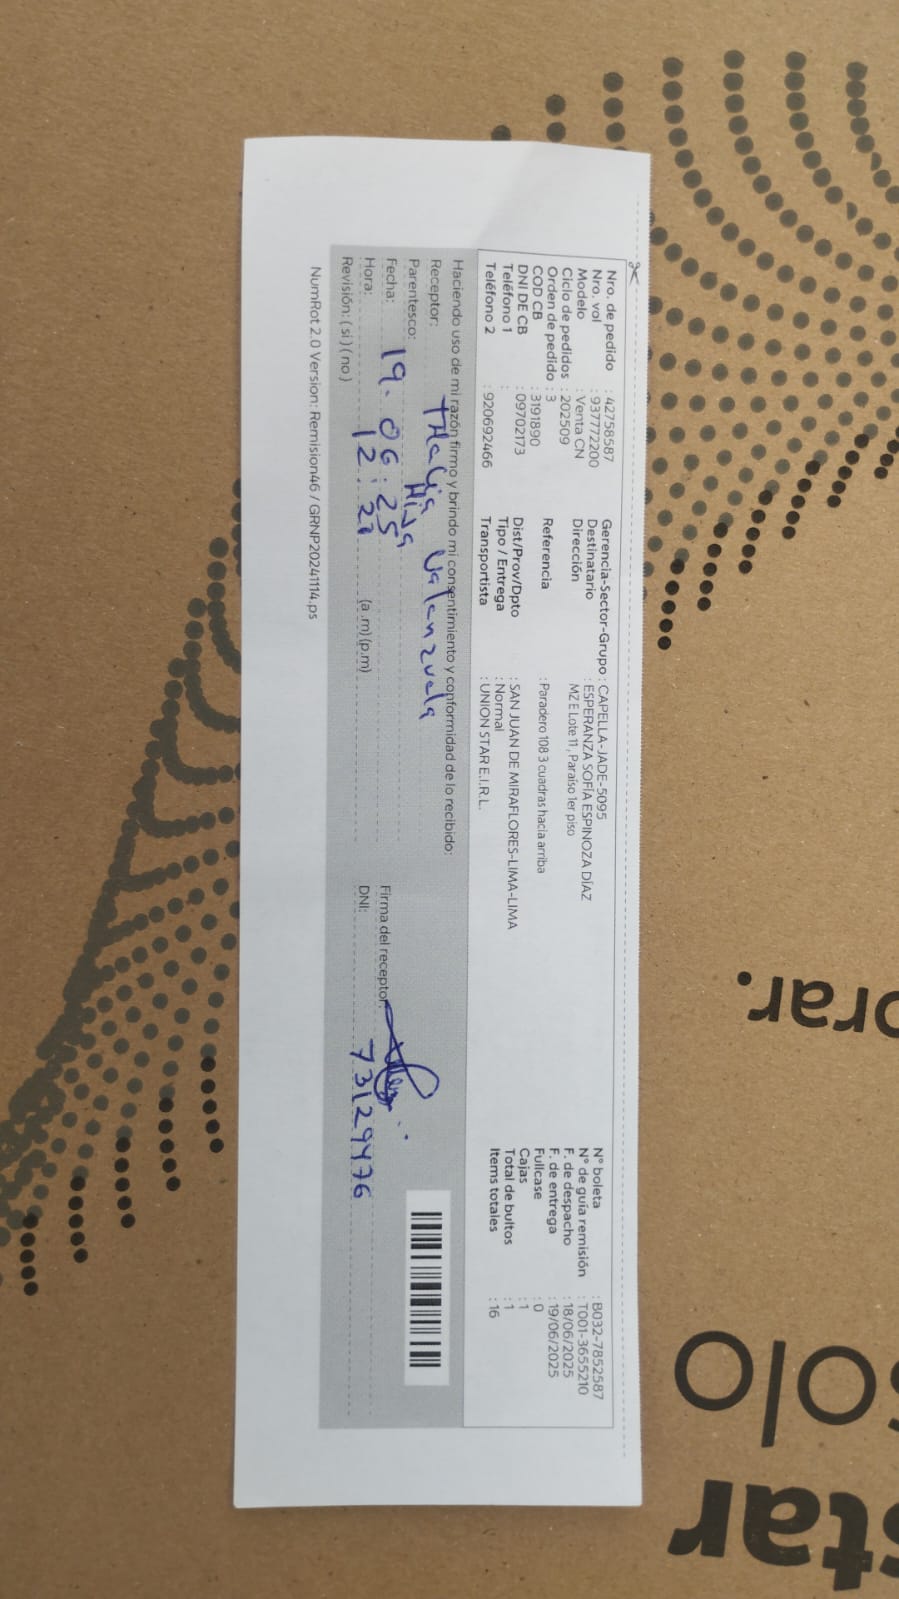 Nro. de pedido : 42758587
Nro. val : 937772200
Modelo : Venta CN
Ciclo de pedidos : 202509
Orden de pedido : 3
COD CB : 3191890
DNI DE CB : 09702173
Teléfono 1 :
Teléfono 2 : 920692466
Gerencia-Sector-Grupo : CAPELLA-JADE-5095
Destinatario : ESPERANZA SOFÍA ESPINOZA DÍAZ
Dirección MZ E Lote 11, Paraíso 1er piso
Referencia : Paradero 108 3 cuadras hacia arriba
Dist/Prov/Dpto : SAN JUAN DE MIRAFLORES-LIMA-LIMA
Tipo / Entrega : Normal
Transportista : UNION STAR E.I.R.L.
N° boleta : B032-7852587
N° de guía remisión : T001-3655210
F. de despacho : 18/06/2025
F. de entrega : 19/06/2025
Fullcase : 0
Cajas : 1
Total de bultos : 1
Items totales : 16
Haciendo uso de mi razón firmo y brindo mi consentimiento y conformidad de lo recibido:
Receptor: THalia Valenzuela
Parentesco: Hija
Fecha: 19. 06. 25
Hora: 12: (a.m)(p.m)
Revisión: ( si ) ( no )
Firma del receptor
DNI: 73129476
NumRot 2.0 Version: Remision46 / GRNP20241114.ps
orar.
solo
star